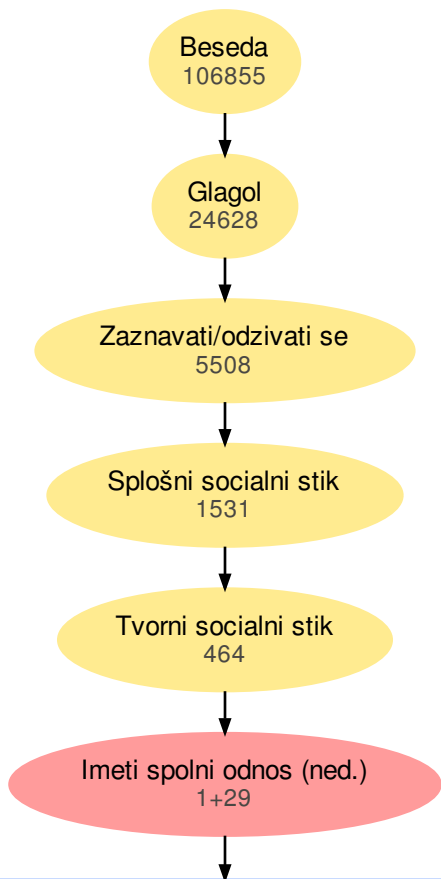 Beseda
106855
Glagol
24628
Zaznavati/odzivati se
5508
Splošni socialni stik
1531
Tvorni socialni stik
464
Imeti spolni odnos (ned.)
1+29